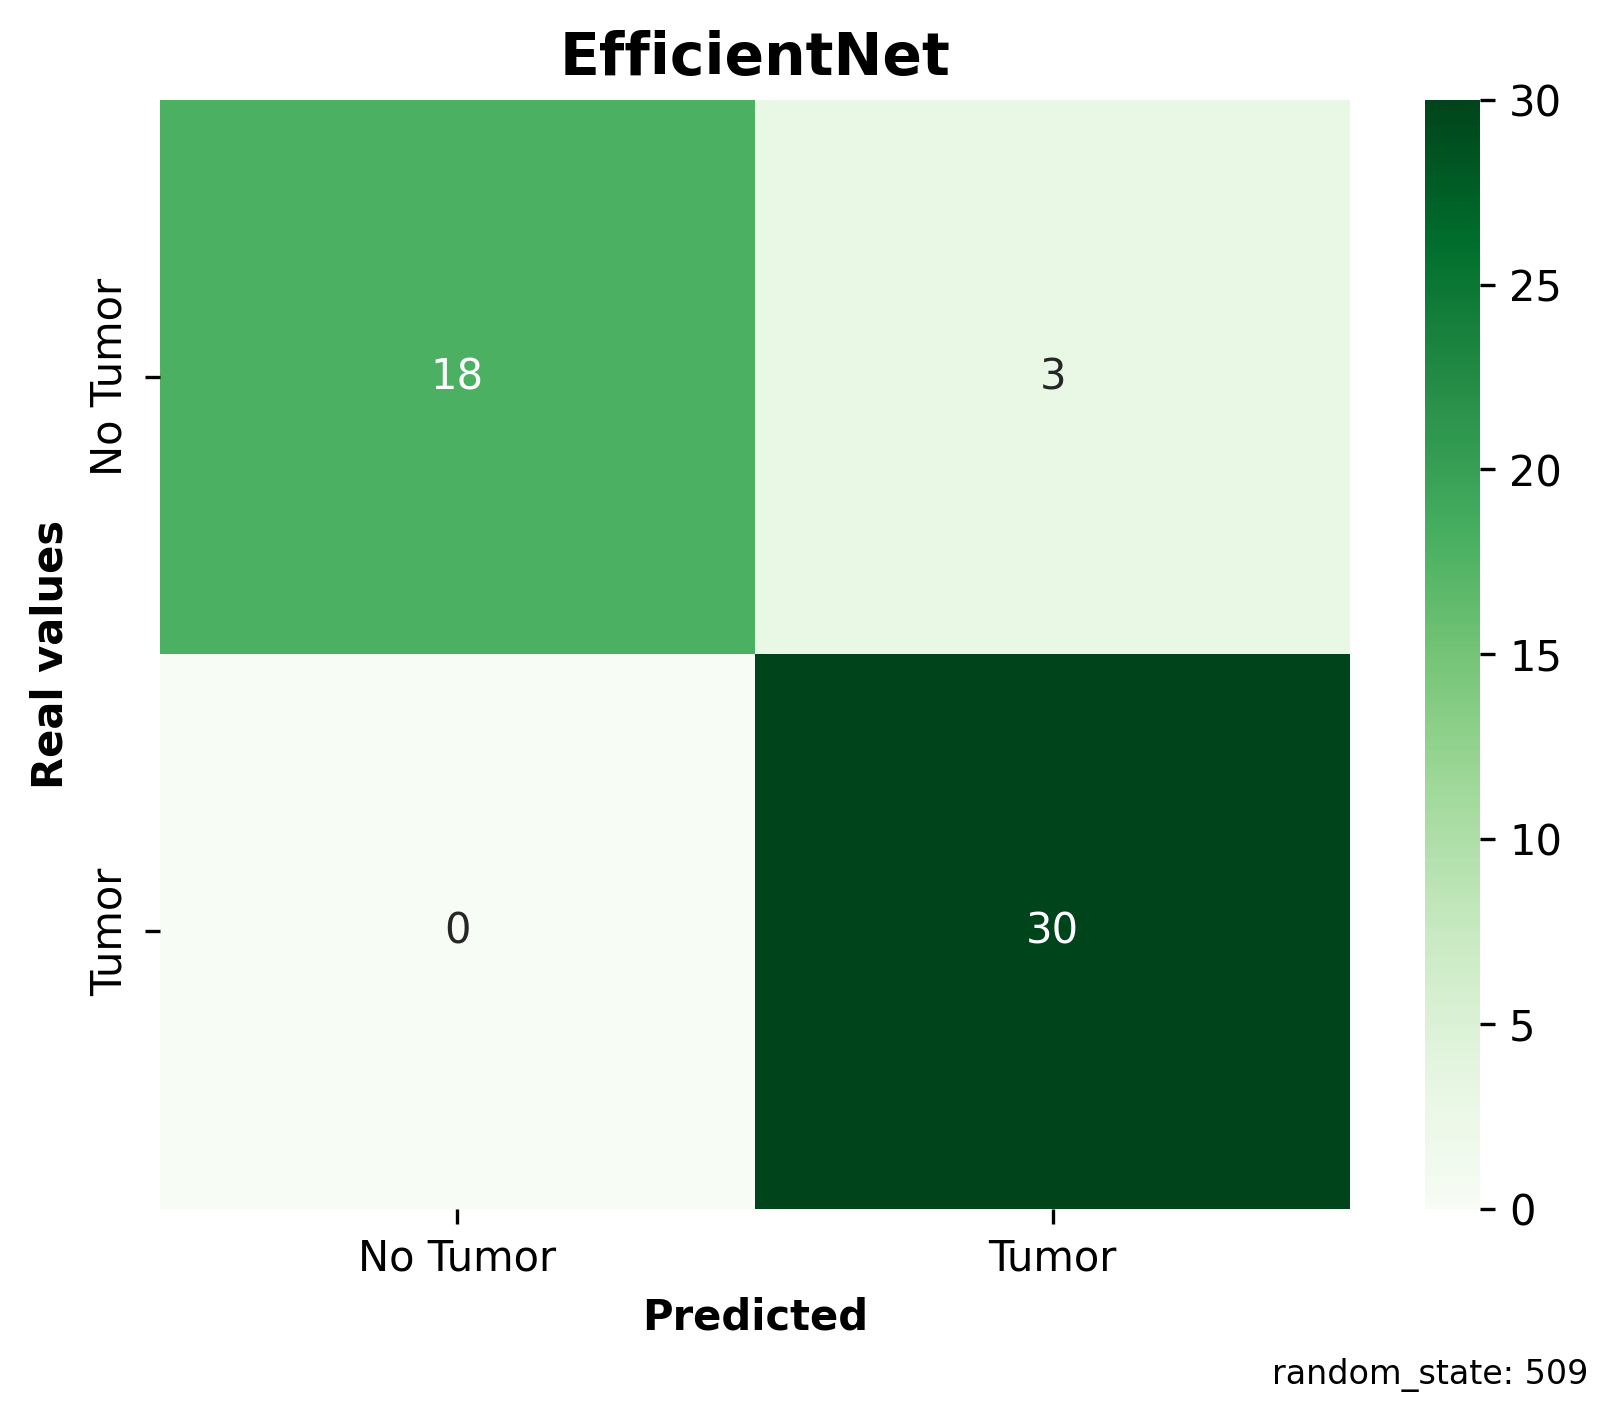 EfficientNet
Real values
No Tumor
18
3
Tumor
0
30
No Tumor
Tumor
Predicted
30
25
20
15
10
5
0
random_state: 509